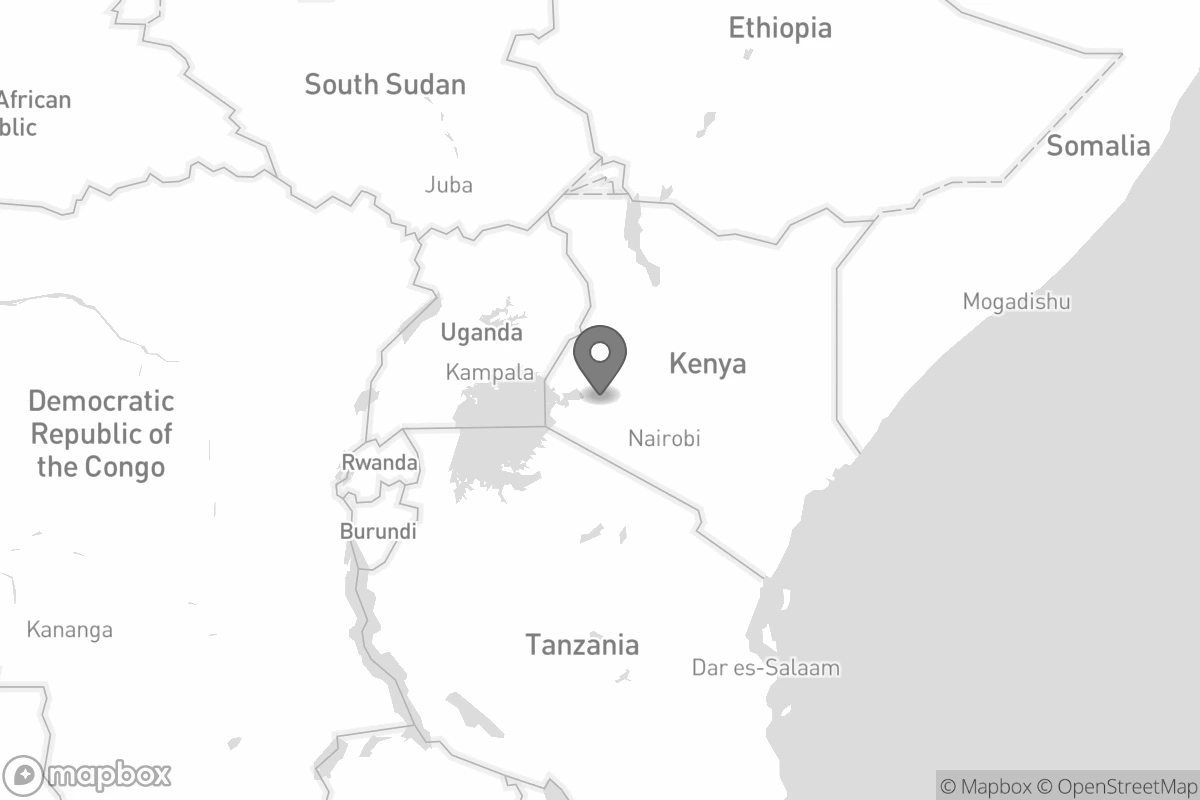 Ethiopia
South Sudan
African
blic
Somalia
Juba
Mogadishu
Uganda
Kampala
Kenya
Democratic
Republic of
the Congo
Nairobi
Rwanda
Burundi
Kananga
Tanzania
Dar es-Salaam
mapbox
© Mapbox © OpenStreetMap